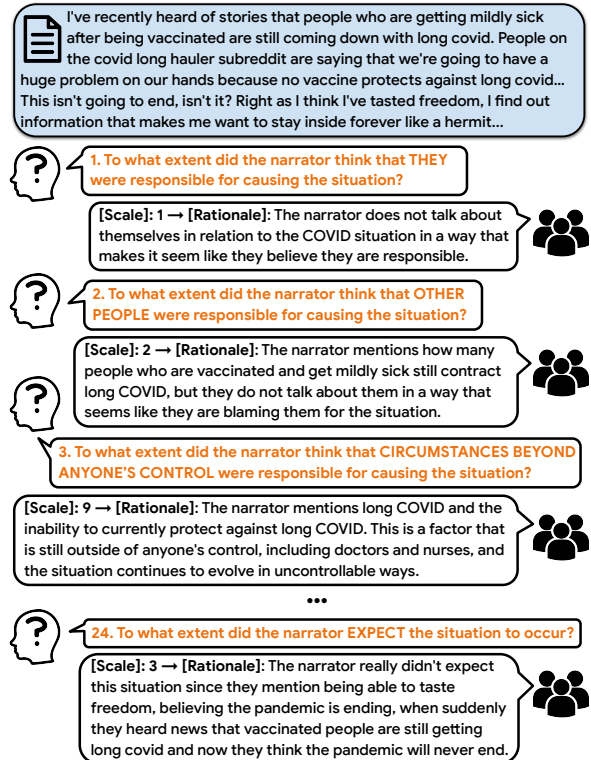 I've recently heard of stories that people who are getting mildly sick
after being vaccinated are still coming down with long covid. People on
the covid long hauler subreddit are saying that we're going to have a
huge problem on our hands because no vaccine protects against long covid...
This isn't going to end, isn't it? Right as I think I've tasted freedom, I find out
information that makes me want to stay inside forever like a hermit...
1. To what extent did the narrator think that THEY
were responsible for causing the situation?
[Scale]: 1 → [Rationale]: The narrator does not talk about
themselves in relation to the COVID situation in a way that
makes it seem like they believe they are responsible.
2. To what extent did the narrator think that OTHER
PEOPLE were responsible for causing the situation?
[Scale]: 2 → [Rationale]: The narrator mentions how many
people who are vaccinated and get mildly sick still contract
long COVID, but they do not talk about them in a way that
seems like they are blaming them for the situation.
3. To what extent did the narrator think that CIRCUMSTANCES BEYOND
ANYONE'S CONTROL were responsible for causing the situation?
[Scale]: 9 → [Rationale]: The narrator mentions long COVID and the
inability to currently protect against long COVID. This is a factor that
is still outside of anyone's control, including doctors and nurses, and
the situation continues to evolve in uncontrollable ways.
•••
24. To what extent did the narrator EXPECT the situation to occur?
[Scale]: 3 → [Rationale]: The narrator really didn't expect
this situation since they mention being able to taste
freedom, believing the pandemic is ending, when suddenly
they heard news that vaccinated people are still getting
long covid and now they think the pandemic will never end.